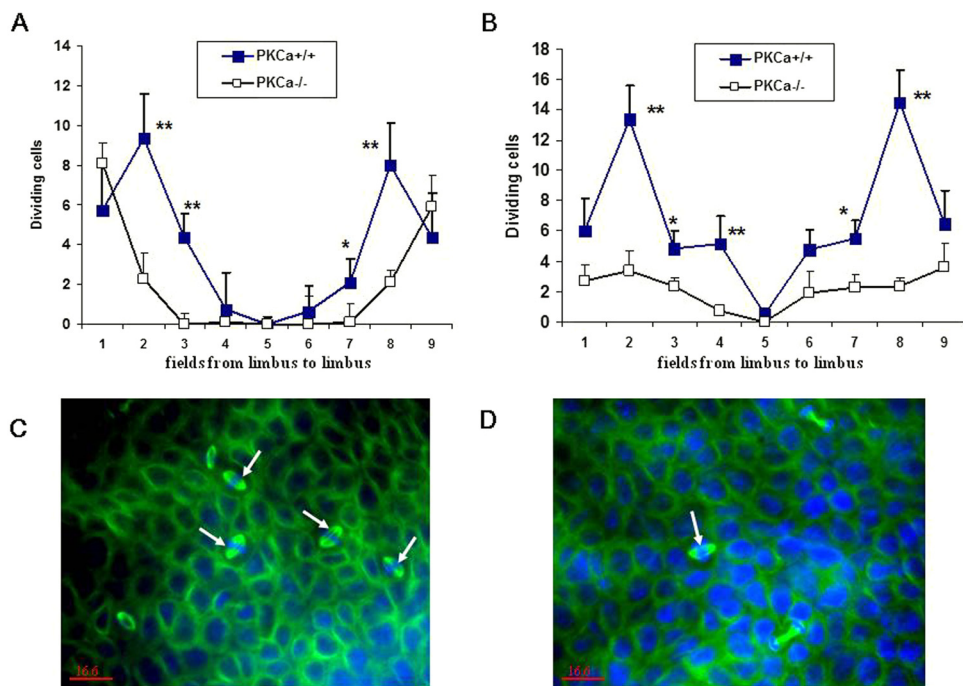 A
14
12
10
8
6
4
2
0
Dividing cells
PKCa+/+
PKCa-/-
**
**
**
*
1 2 3 4 5 6 7 8 9
fields from limbus to limbus
B
18
16
14
12
10
8
6
4
2
0
Dividing cells
PKCa+/+
PKCa-/-
**
**
*
**
*
1 2 3 4 5 6 7 8 9
fields from limbus to limbus
C
16.6
D
16.6